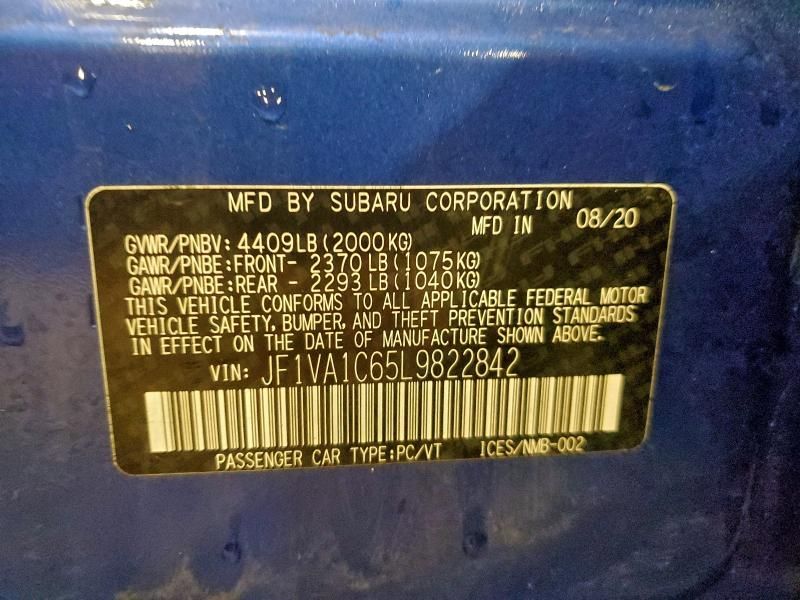 MFD BY SUBARU CORPORATION
MFD IN 08/20
GVWR/PNBV: 4409LB(2000KG)
GAWR/PNBE:FRONT- 2370LB(1075KG)
GAWR/PNBE:REAR - 2293LB(1040KG)
THIS VEHICLE CONFORMS TO ALL APPLICABLE FEDERAL MOTOR
VEHICLE SAFETY, BUMPER, AND THEFT PREVENTION STANDARDS
IN EFFECT ON THE DATE OF MANUFACTURE SHOWN ABOVE.
VIN: JF1VA1C65L9822842
PASSENGER CAR TYPE:PC/VT ICES/NMB-002